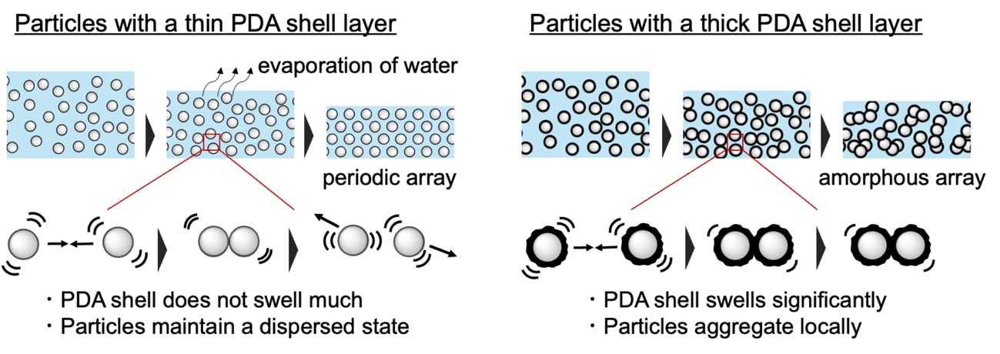 Particles with a thin PDA shell layer
evaporation of water
periodic array
・PDA shell does not swell much
・Particles maintain a dispersed state
Particles with a thick PDA shell layer
amorphous array
・PDA shell swells significantly
・Particles aggregate locally